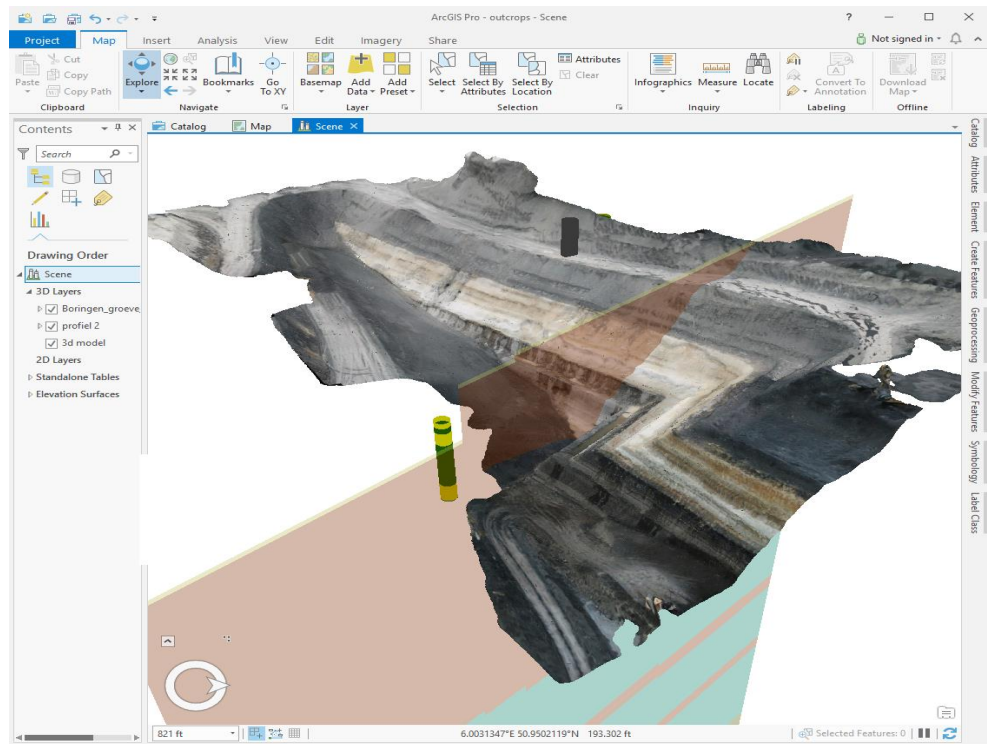 ArcGIS Pro - outcrops - Scene
? 
Project Map Insert Analysis View Edit Imagery Share
Not signed in
Paste
Cut
Copy
Copy Path
Clipboard
Explore
Bookmarks
Go To XY
Navigate
Basemap
Add Data
Add Preset
Layer
Select
Select By Attributes
Select By Location
Attributes
Clear
Selection
Infographics
Measure
Locate
Inquiry
Convert To Annotation
Labeling
Download Map
Offline
Contents
Search
Drawing Order
Scene
3D Layers
Boringen_groeve
profiel 2
3d model
2D Layers
Standalone Tables
Elevation Surfaces
Catalog Map Scene
821 ft
6.0031347°E 50.9502119°N 193.302 ft
Selected Features: 0
Catalog
Attributes
Element
Create Features
Geoprocessing
Modify Features
Symbology
Label Class